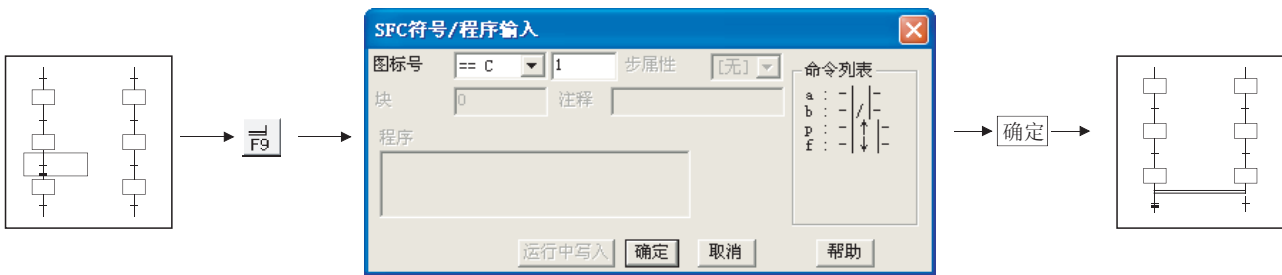 SFC符号/程序输入
图标号 == C 1 步属性 [无]
块 0 注释
程序
命令列表
a : -| |-
b : -|/|-
p : -|↑|-
f : -|↓|-
运行中写入 确定 取消 帮助
F9
确定